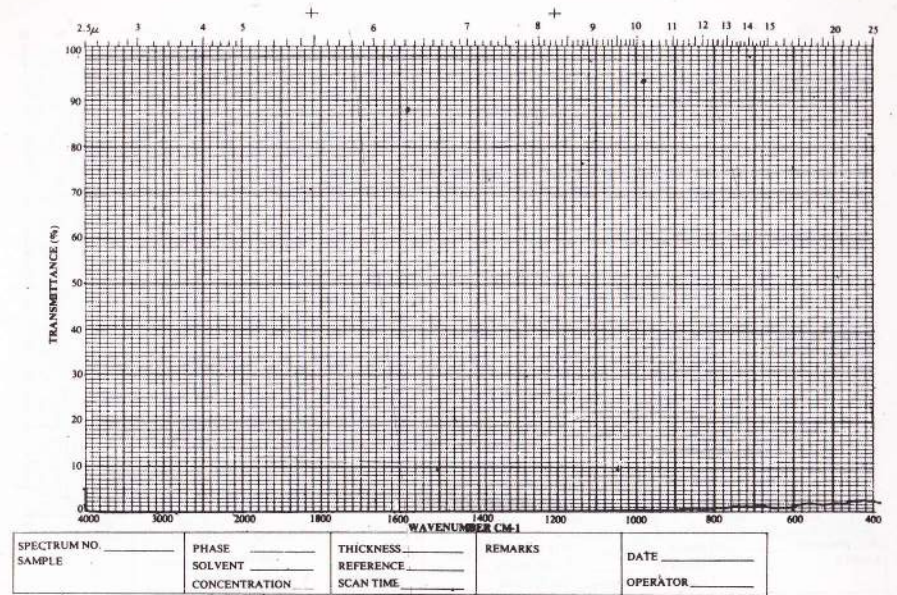 2.5μ 3 4 5 6 7 8 9 10 11 12 13 14 15 20 25
100
90
80
70
60
50
40
30
20
10
0
TRANSMITTANCE (%)
4000 3000 2000 1800 1600 1400 1200 1000 800 600 400
WAVENUMBER CM-1
SPECTRUM NO.
SAMPLE
PHASE
SOLVENT
CONCENTRATION
THICKNESS
REFERENCE
SCAN TIME
REMARKS
DATE
OPERATOR